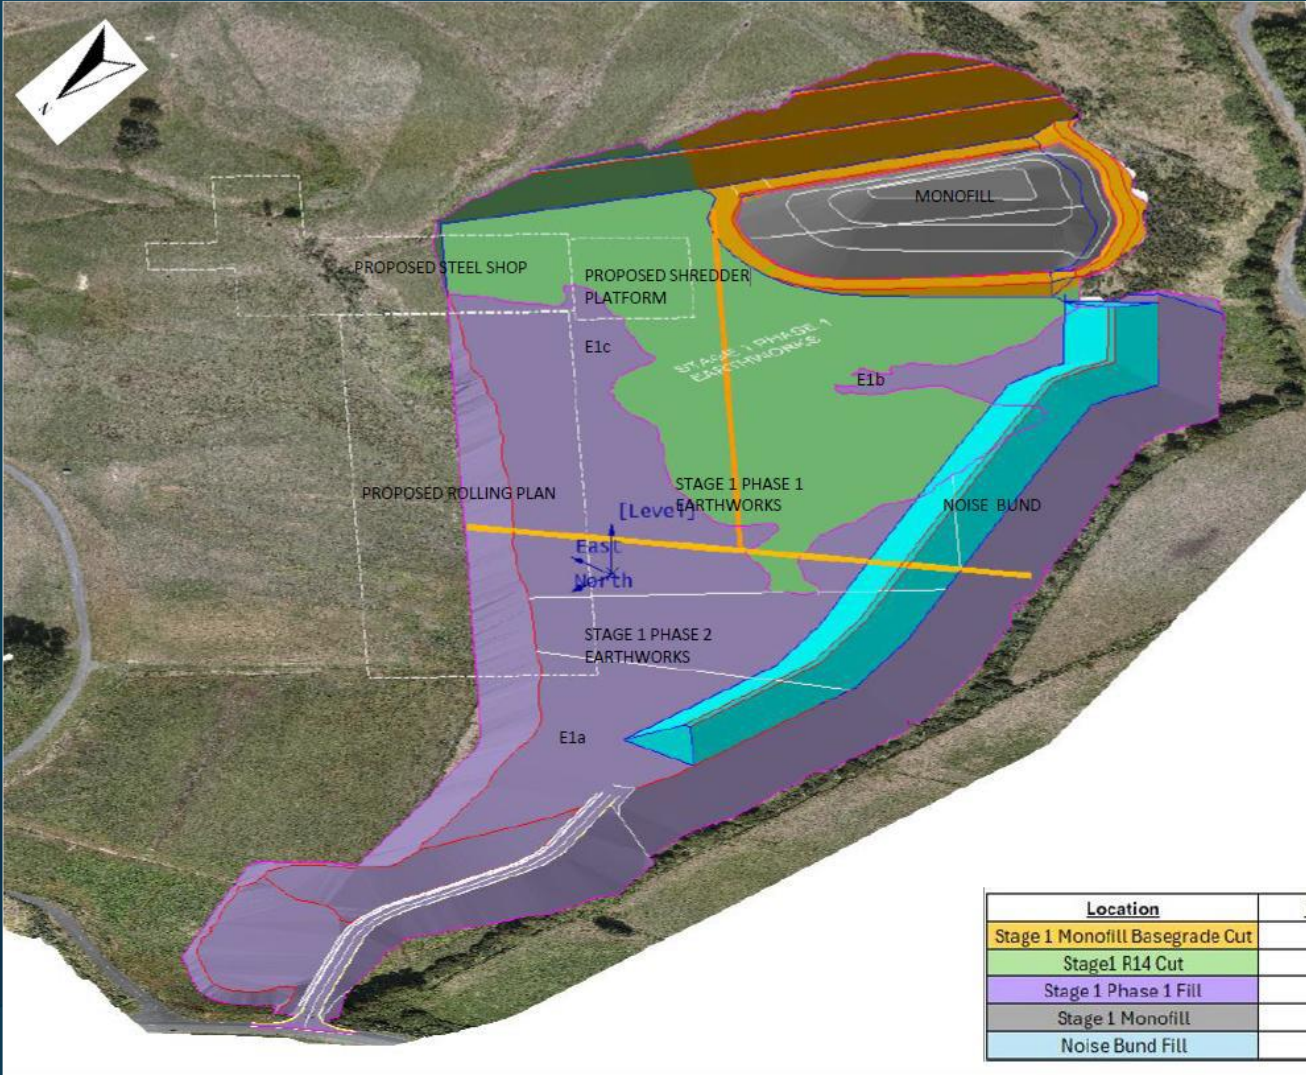 N
MONOFILL
PROPOSED STEEL SHOP
PROPOSED SHREDDER
PLATFORM
E1c
STAGE 1 PHASE 1
EARTHWORKS
E1b
PROPOSED ROLLING PLAN
STAGE 1 PHASE 1
EARTHWORKS
NOISE BUND
[Level]
East
North
STAGE 1 PHASE 2
EARTHWORKS
E1a
Location
Stage 1 Monofill Basegrade Cut
Stage1 R14 Cut
Stage 1 Phase 1 Fill
Stage 1 Monofill
Noise Bund Fill